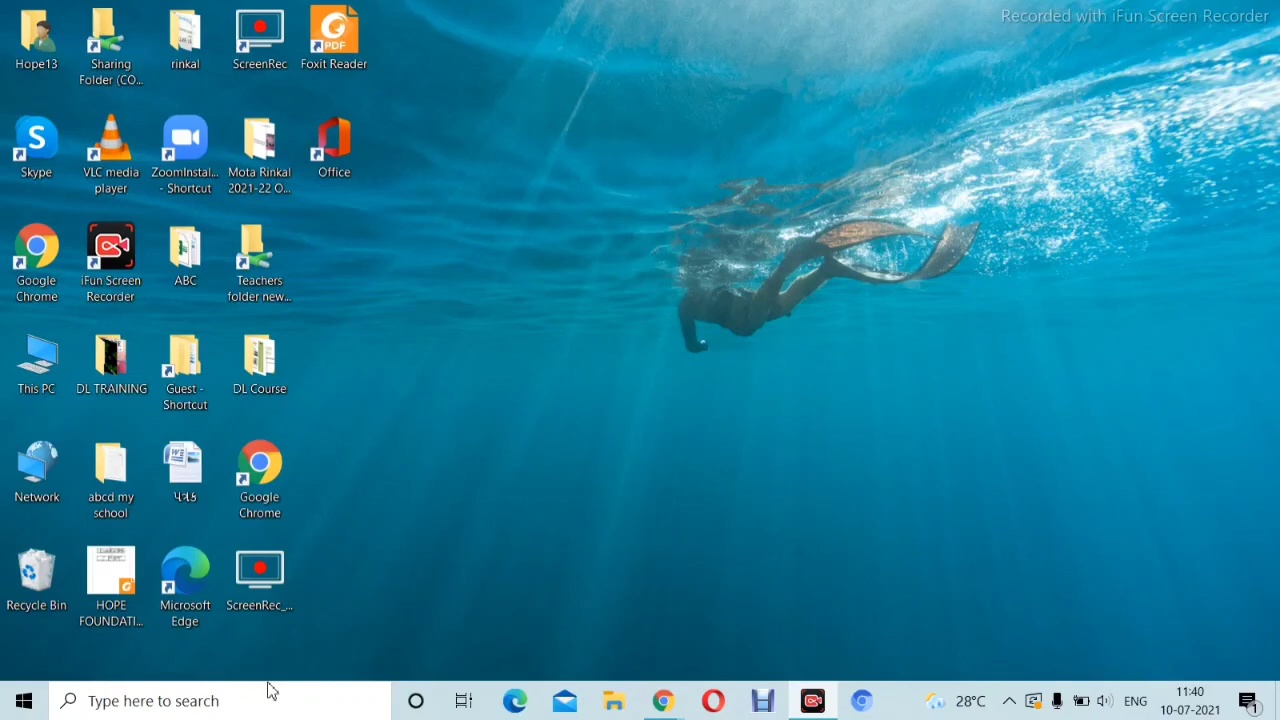 Recorded with iFun Screen Recorder
Hope13
Sharing
Folder (CO...
rinkal
ScreenRec
Foxit Reader
PDF
Skype
VLC media
player
ZoomInstal...
- Shortcut
Mota Rinkal
2021-22 O...
Office
Google
Chrome
iFun Screen
Recorder
ABC
Teachers
folder new...
This PC
DL TRAINING
Guest -
Shortcut
DL Course
Network
abcd my
school
પત્રક
Google
Chrome
Recycle Bin
HOPE
FOUNDATI...
Microsoft
Edge
ScreenRec_...
Type here to search
28°C
ENG
11:40
10-07-2021
1